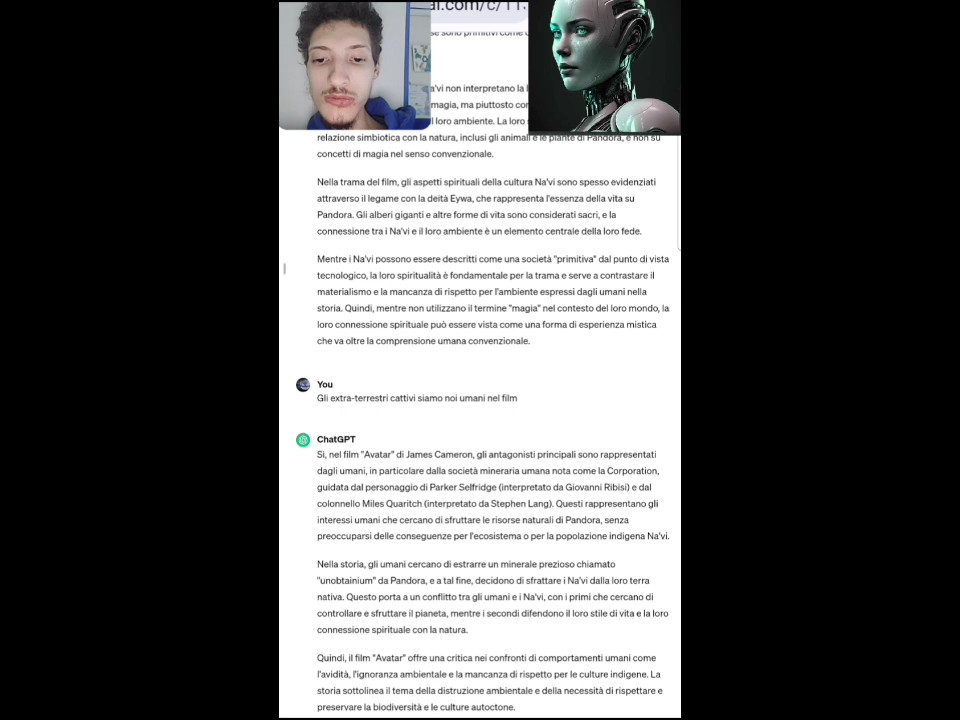 ai.com/c/11
se sono primitivi come
a'vi non interpretano la
magia, ma piuttosto con
l loro ambiente. La loro
relazione simbiotica con la natura, inclusi gli animali e le piante di Pandora, e non su
concetti di magia nel senso convenzionale.
Nella trama del film, gli aspetti spirituali della cultura Na'vi sono spesso evidenziati
attraverso il legame con la deità Eywa, che rappresenta l'essenza della vita su
Pandora. Gli alberi giganti e altre forme di vita sono considerati sacri, e la
connessione tra i Na'vi e il loro ambiente è un elemento centrale della loro fede.
Mentre i Na'vi possono essere descritti come una società "primitiva" dal punto di vista
tecnologico, la loro spiritualità è fondamentale per la trama e serve a contrastare il
materialismo e la mancanza di rispetto per l'ambiente espressi dagli umani nella
storia. Quindi, mentre non utilizzano il termine "magia" nel contesto del loro mondo, la
loro connessione spirituale può essere vista come una forma di esperienza mistica
che va oltre la comprensione umana convenzionale.
You
Gli extra-terrestri cattivi siamo noi umani nel film
ChatGPT
Sì, nel film "Avatar" di James Cameron, gli antagonisti principali sono rappresentati
dagli umani, in particolare dalla società mineraria umana nota come la Corporation,
guidata dal personaggio di Parker Selfridge (interpretato da Giovanni Ribisi) e dal
colonnello Miles Quaritch (interpretato da Stephen Lang). Questi rappresentano gli
interessi umani che cercano di sfruttare le risorse naturali di Pandora, senza
preoccuparsi delle conseguenze per l'ecosistema o per la popolazione indigena Na'vi.
Nella storia, gli umani cercano di estrarre un minerale prezioso chiamato
"unobtainium" da Pandora, e a tal fine, decidono di sfrattare i Na'vi dalla loro terra
nativa. Questo porta a un conflitto tra gli umani e i Na'vi, con i primi che cercano di
controllare e sfruttare il pianeta, mentre i secondi difendono il loro stile di vita e la loro
connessione spirituale con la natura.
Quindi, il film "Avatar" offre una critica nei confronti di comportamenti umani come
l'avidità, l'ignoranza ambientale e la mancanza di rispetto per le culture indigene. La
storia sottolinea il tema della distruzione ambientale e della necessità di rispettare e
preservare la biodiversità e le culture autoctone.